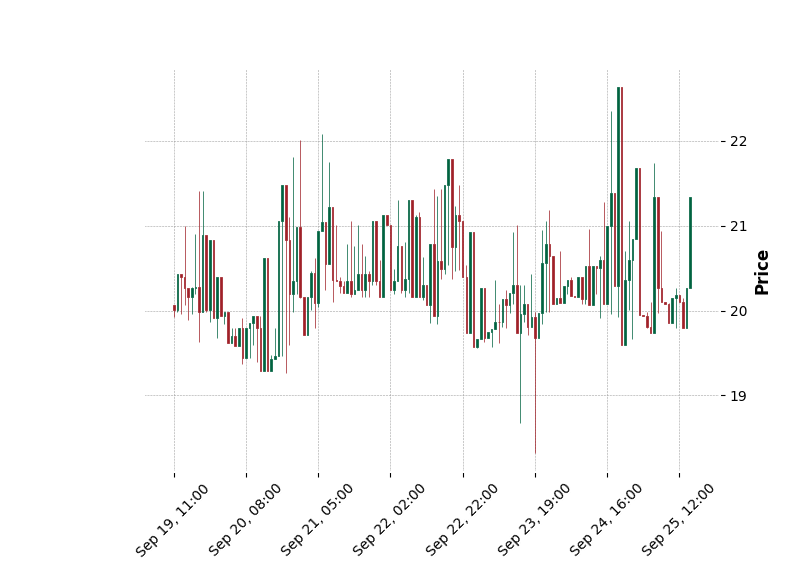 22
21
20
19
Price
Sep 19, 11:00
Sep 20, 08:00
Sep 21, 05:00
Sep 22, 02:00
Sep 22, 22:00
Sep 23, 19:00
Sep 24, 16:00
Sep 25, 12:00